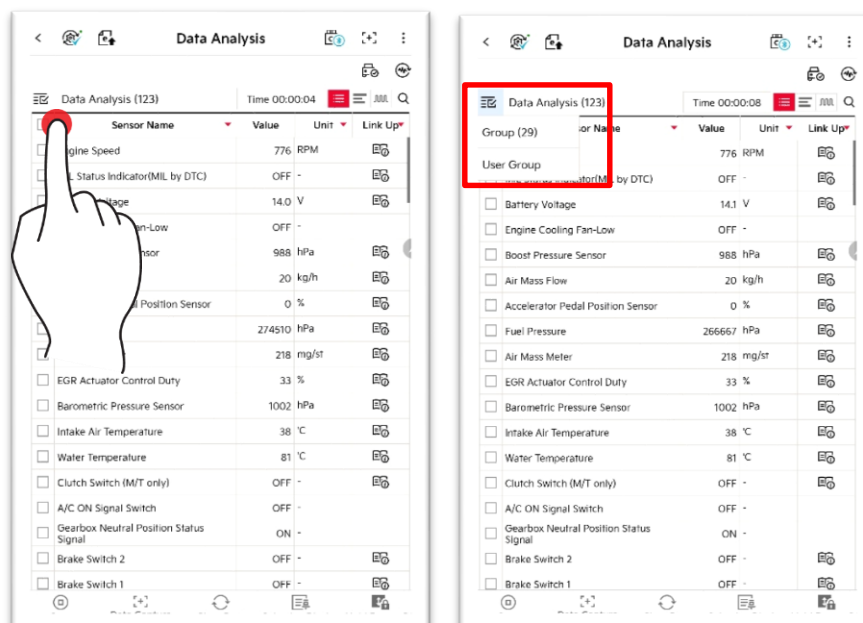 Data Analysis
Data Analysis (123) Time 00:00:04
Sensor Name Value Unit Link Up
Engine Speed 776 RPM
Status Indicator(MIL by DTC) OFF -
14.0 V
Fan-Low OFF -
988 hPa
20 kg/h
Position Sensor 0 %
274510 hPa
218 mg/st
EGR Actuator Control Duty 33 %
Barometric Pressure Sensor 1002 hPa
Intake Air Temperature 38 ℃
Water Temperature 81 ℃
Clutch Switch (M/T only) OFF -
A/C ON Signal Switch OFF -
Gearbox Neutral Position Status
Signal ON -
Brake Switch 2 OFF -
Brake Switch 1 OFF -
Data Analysis
Data Analysis (123) Time 00:00:08
Group (29) Name Value Unit Link Up
776 RPM
User Group
by DTC) OFF -
Battery Voltage 14.1 V
Engine Cooling Fan-Low OFF -
Boost Pressure Sensor 988 hPa
Air Mass Flow 20 kg/h
Accelerator Pedal Position Sensor 0 %
Fuel Pressure 266667 hPa
Air Mass Meter 218 mg/st
EGR Actuator Control Duty 33 %
Barometric Pressure Sensor 1002 hPa
Intake Air Temperature 38 ℃
Water Temperature 81 ℃
Clutch Switch (M/T only) OFF -
A/C ON Signal Switch OFF -
Gearbox Neutral Position Status
Signal ON -
Brake Switch 2 OFF -
Brake Switch 1 OFF -